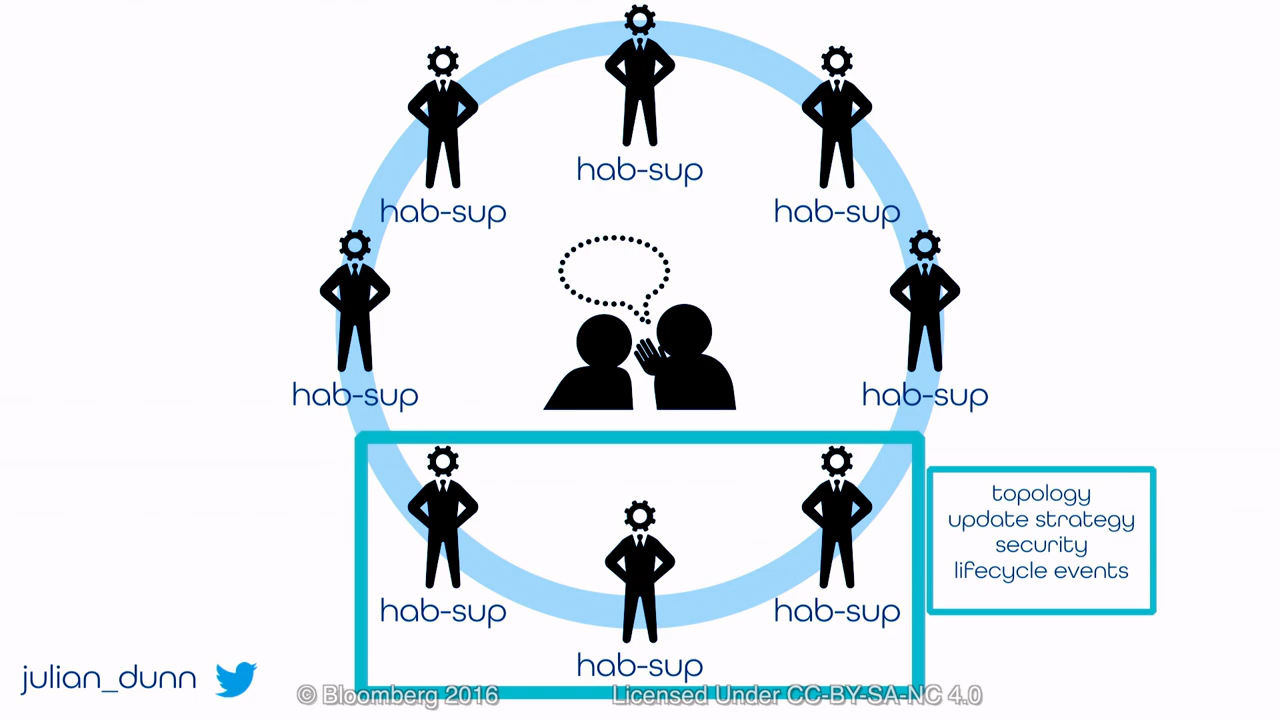 hab-sup
hab-sup
hab-sup
hab-sup
hab-sup
hab-sup
hab-sup
hab-sup
topology
update strategy
security
lifecycle events
julian_dunn
© Bloomberg 2016
Licensed Under CC-BY-SA-NC 4.0